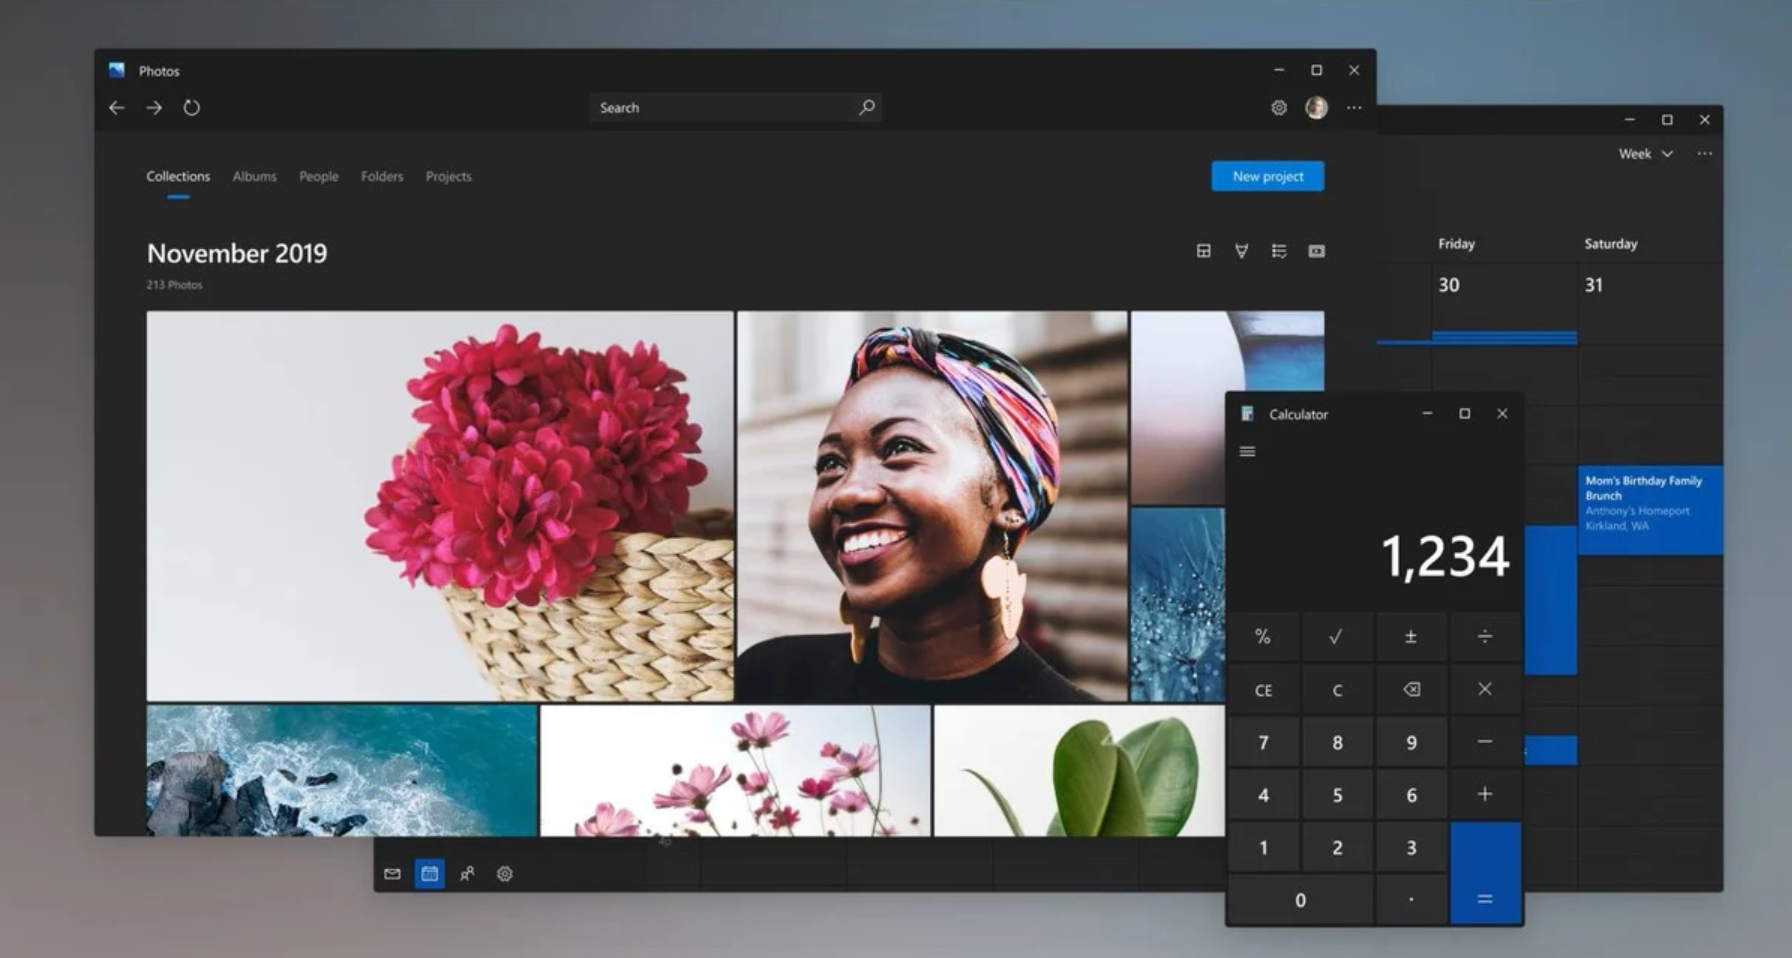 Photos
Search
Collections Albums People Folders Projects
New project
November 2019
213 Photos
Week
Friday Saturday
30 31
Mom's Birthday Family
Brunch
Anthony's Homeport
Kirkland, WA
Calculator
1,234
% √ ± ÷
CE C ×
7 8 9 −
4 5 6 +
1 2 3
0 . =
4p